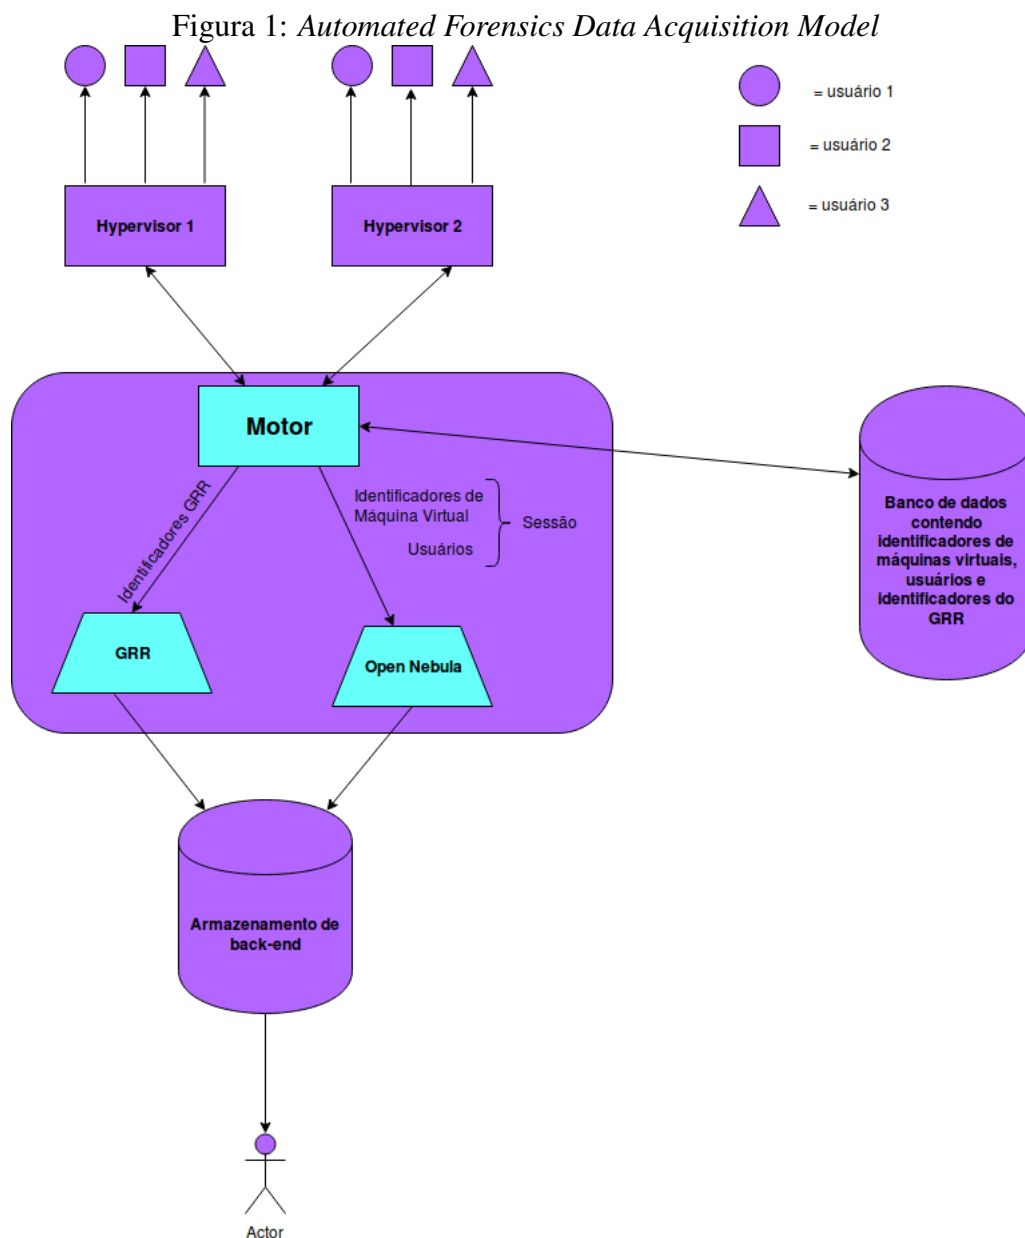 Figura 1: Automated Forensics Data Acquisition Model
= usuário 1
= usuário 2
= usuário 3
Hypervisor 1
Hypervisor 2
Motor
Identificadores GRR
Identificadores de
Máquina Virtual
Usuários
Sessão
Banco de dados
contendo
identificadores de
máquinas virtuais,
usuários e
identificadores do
GRR
GRR
Open Nebula
Armazenamento de
back-end
Actor